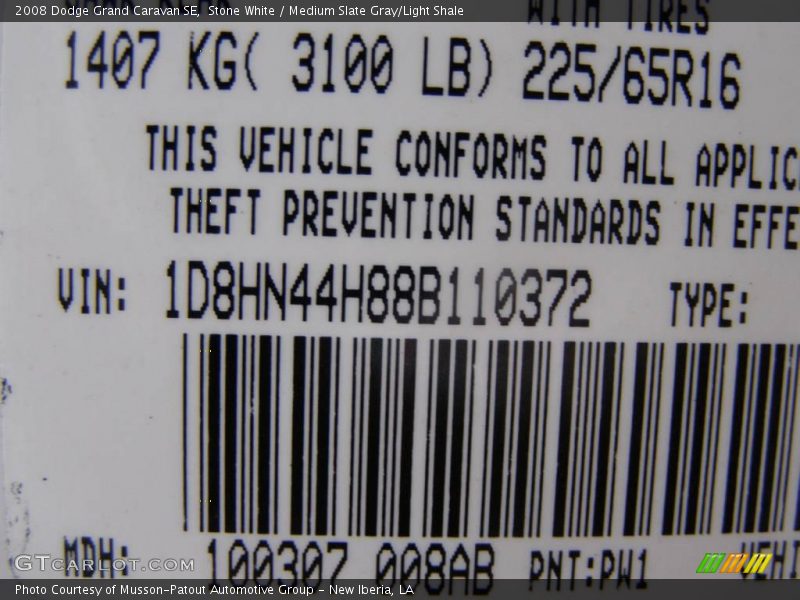 2008 Dodge Grand Caravan SE, Stone White / Medium Slate Gray/Light Shale
WITH TIRES
1407 KG( 3100 LB) 225/65R16
THIS VEHICLE CONFORMS TO ALL APPLIC
THEFT PREVENTION STANDARDS IN EFFE
VIN: 1D8HN44H88B110372 TYPE:
MDH: 100307 008AB PNT:PW1 VEHI
GTCarLot.com
Photo Courtesy of Musson-Patout Automotive Group - New Iberia, LA